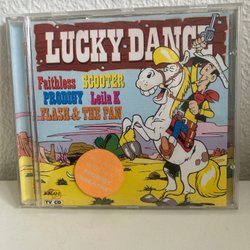 LUCKY DANCE
Faithless SCOOTER
PRODIGY Leila K
FLASH & THE PAN
TV CD